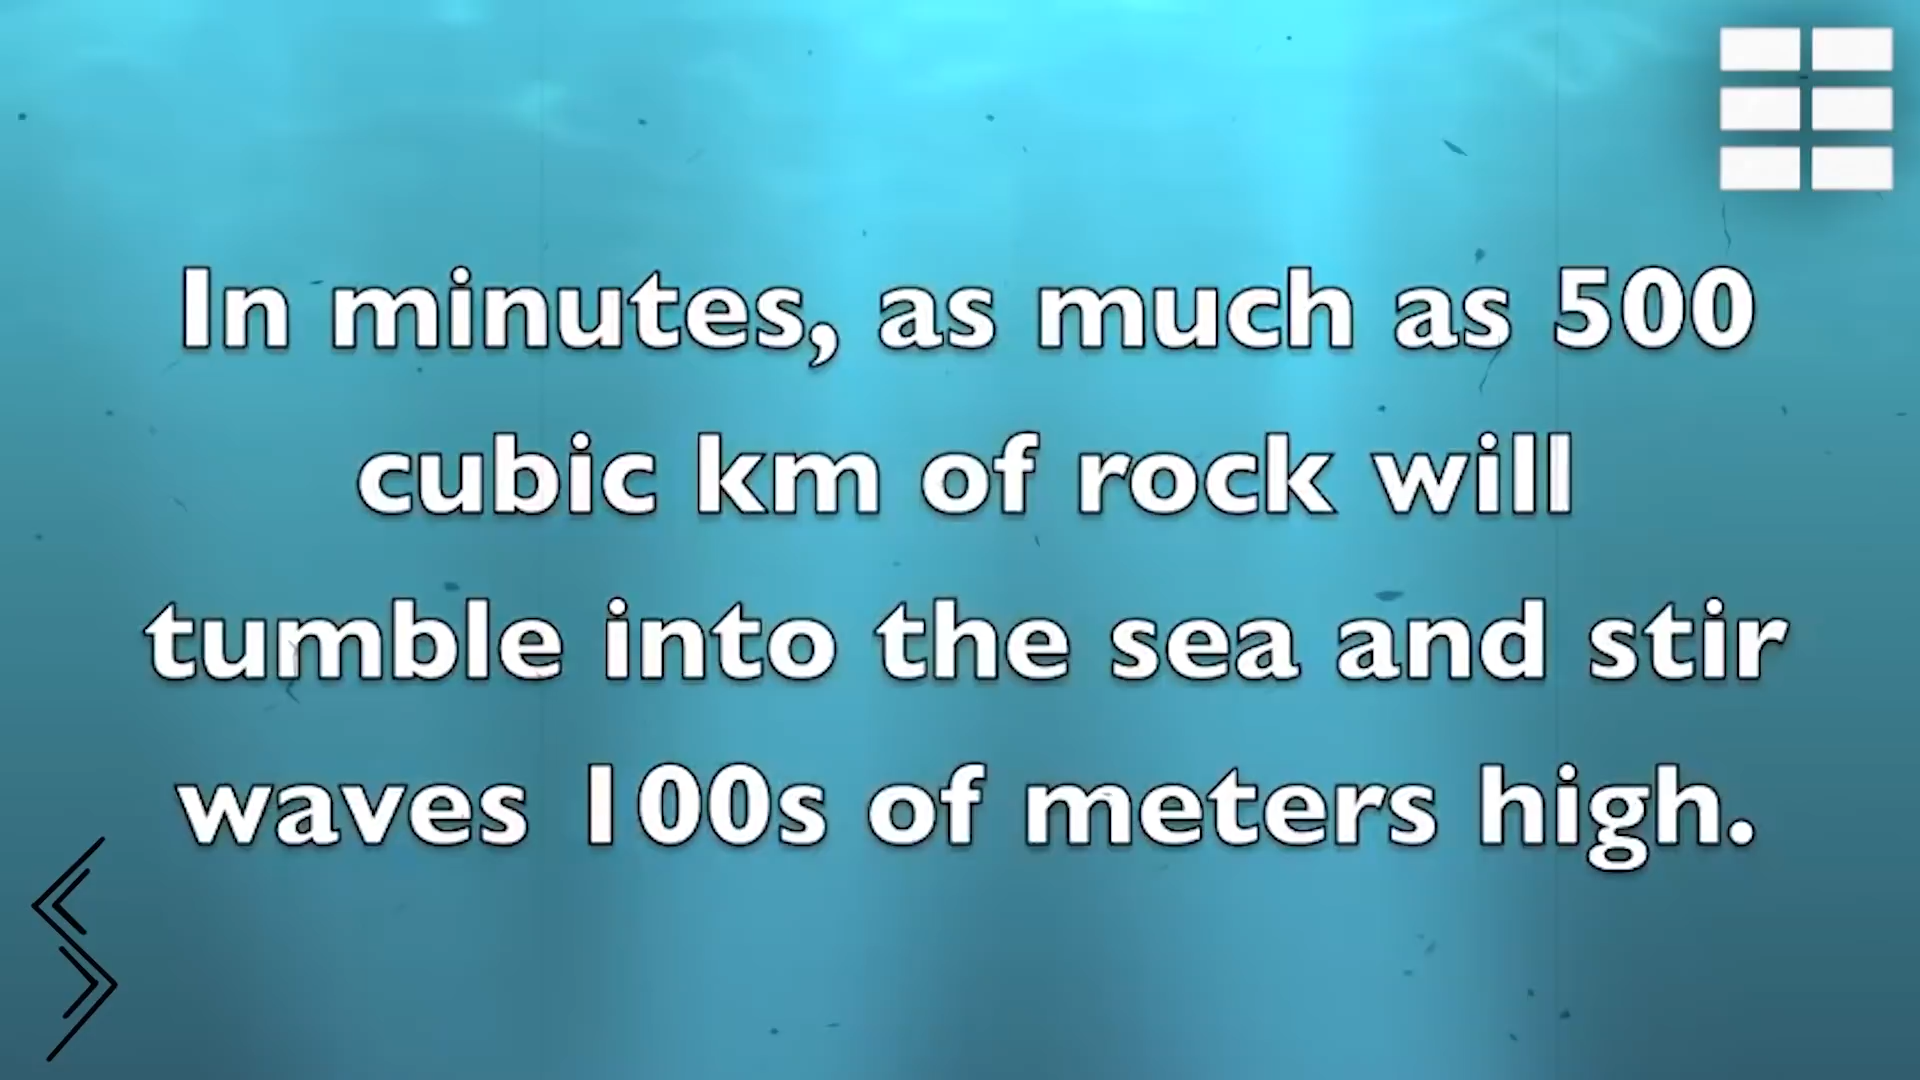 In minutes, as much as 500
cubic km of rock will
tumble into the sea and stir
waves 100s of meters high.